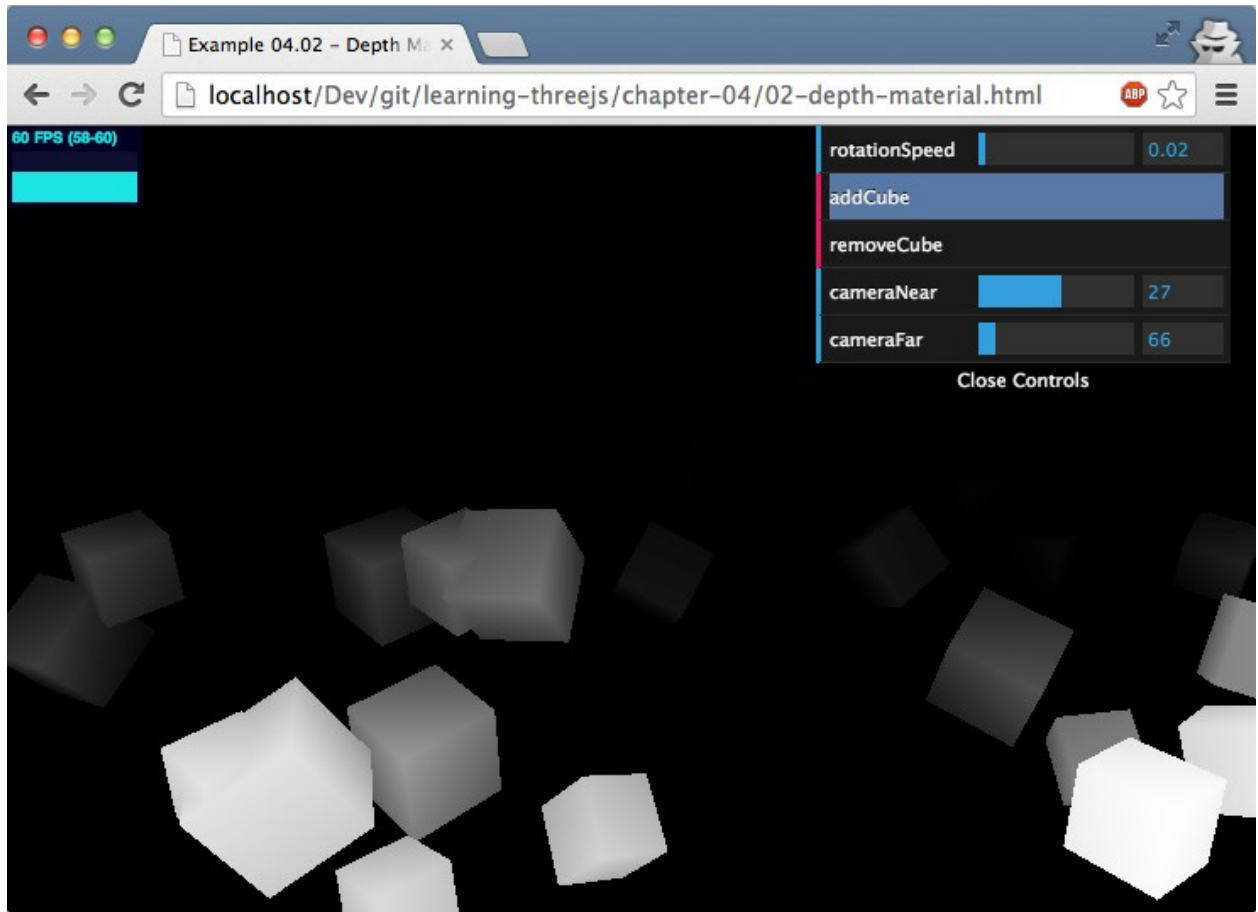 Example 04.02 – Depth Ma
localhost/Dev/git/learning-threejs/chapter-04/02-depth-material.html
ABP
60 FPS (58-60)
rotationSpeed 0.02
addCube
removeCube
cameraNear 27
cameraFar 66
Close Controls